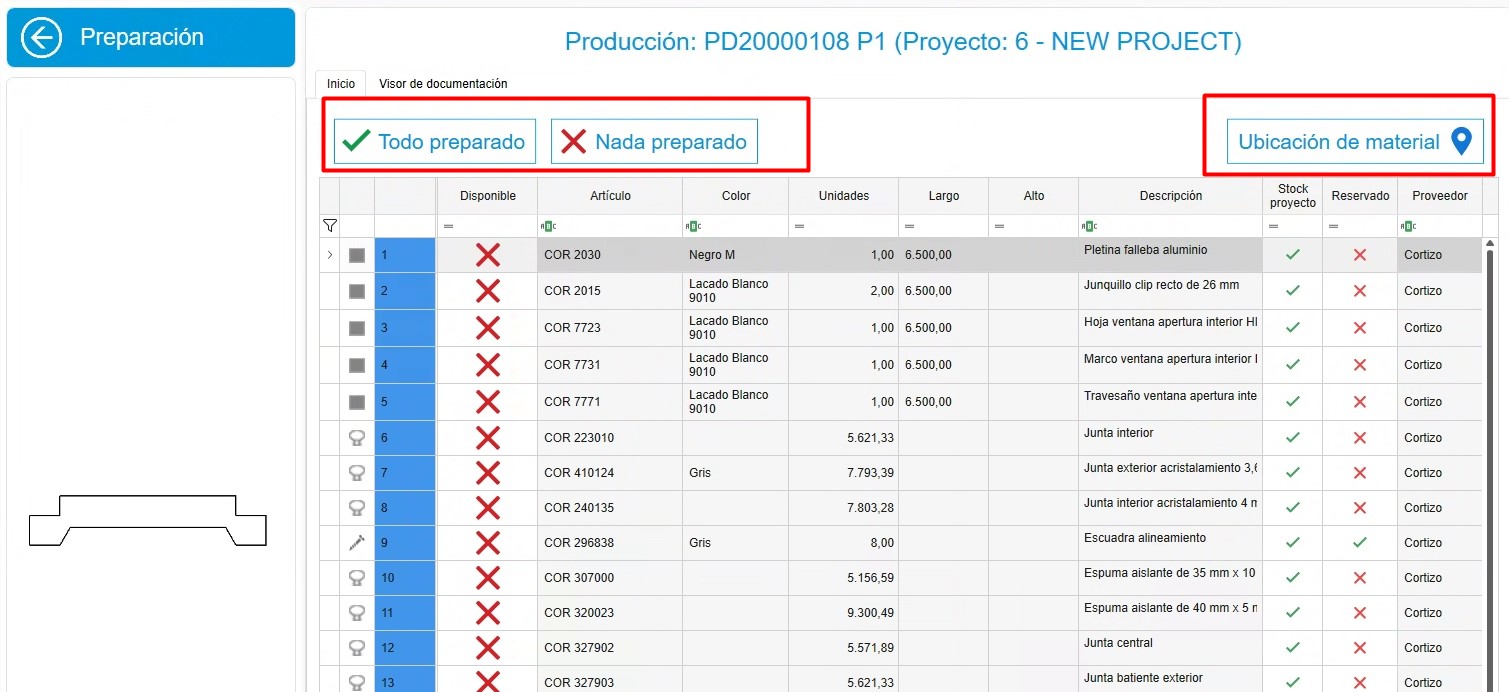 Preparación
Producción: PD20000108 P1 (Proyecto: 6 - NEW PROJECT)
Inicio Visor de documentación
Todo preparado Nada preparado Ubicación de material
Disponible Artículo Color Unidades Largo Alto Descripción Stock proyecto Reservado Proveedor
= ABC ABC = = = ABC = = ABC
1 COR 2030 Negro M 1,00 6.500,00 Pletina falleba aluminio Cortizo
2 COR 2015 Lacado Blanco 9010 2,00 6.500,00 Junquillo clip recto de 26 mm Cortizo
3 COR 7723 Lacado Blanco 9010 1,00 6.500,00 Hoja ventana apertura interior Cortizo
4 COR 7731 Lacado Blanco 9010 1,00 6.500,00 Marco ventana apertura interior Cortizo
5 COR 7771 Lacado Blanco 9010 1,00 6.500,00 Travesaño ventana apertura inte Cortizo
6 COR 223010 5.621,33 Junta interior Cortizo
7 COR 410124 Gris 7.793,39 Junta exterior acristalamiento 3,6 Cortizo
8 COR 240135 7.803,28 Junta interior acristalamiento 4 m Cortizo
9 COR 296838 Gris 8,00 Escuadra alineamiento Cortizo
10 COR 307000 5.156,59 Espuma aislante de 35 mm x 10 Cortizo
11 COR 320023 9.300,49 Espuma aislante de 40 mm x 5 m Cortizo
12 COR 327902 5.571,89 Junta central Cortizo
13 COR 327903 5.621,33 Junta batiente exterior Cortizo